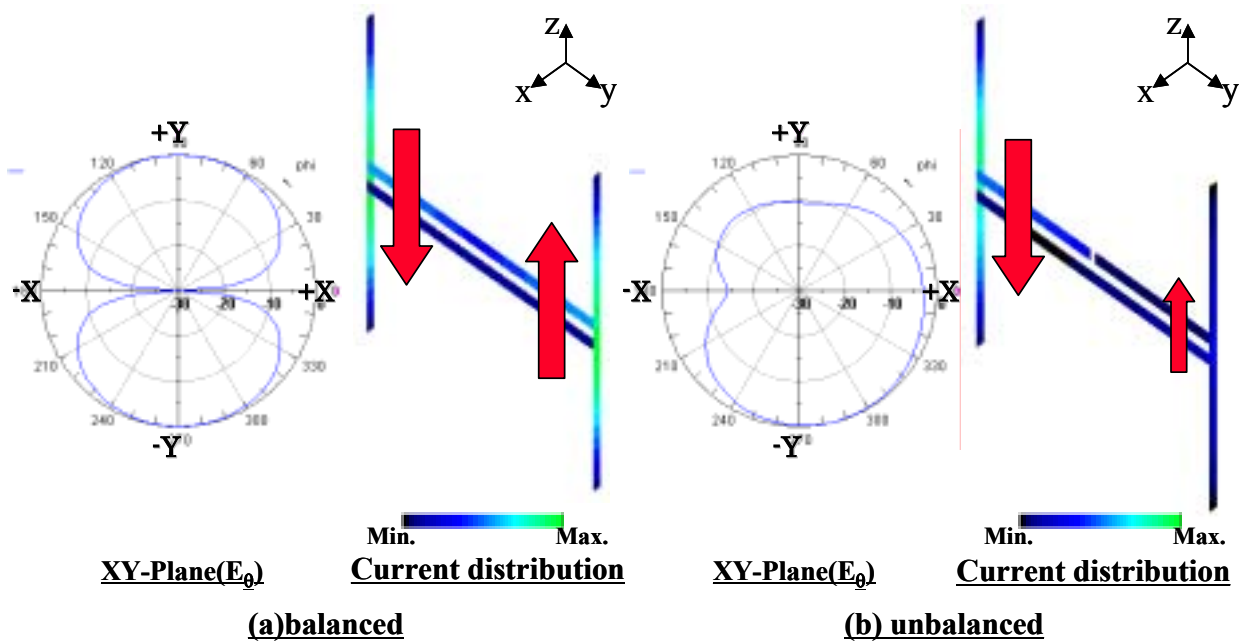 z
x
y
+Y
120
60
phi
150
30
-X
-30
-20
-10
+X
210
330
240
300
-Y
Min.
Max.
XY-Plane(Eθ)
Current distribution
(a)balanced
z
x
y
+Y
120
60
phi
150
30
-X
-30
-20
-10
+X
210
330
240
300
-Y
Min.
Max.
XY-Plane(Eθ)
Current distribution
(b) unbalanced